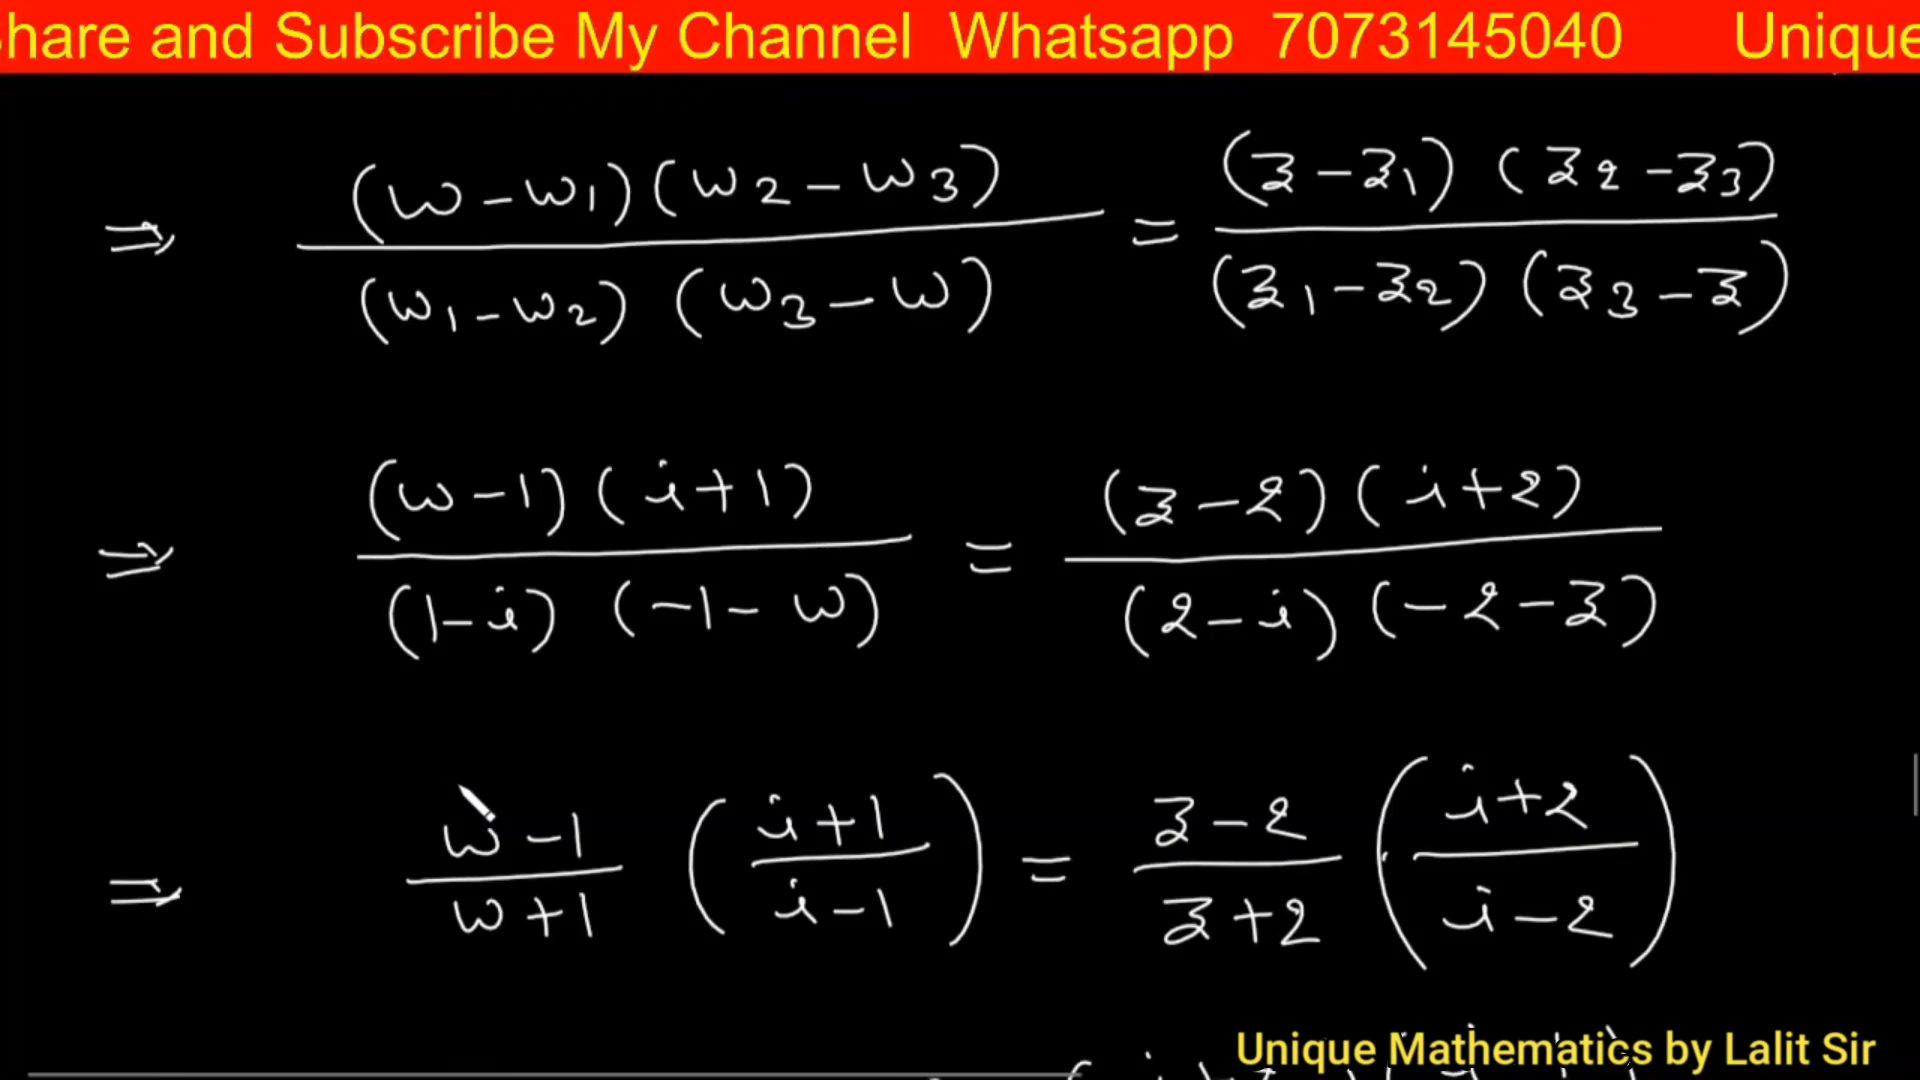 hare and Subscribe My Channel Whatsapp 7073145040 Unique
⇒ (w-w1)(w2-w3) / (w1-w2)(w3-w) = (z-z1)(z2-z3) / (z1-z2)(z3-z)
⇒ (w-1)(i+1) / (1-i)(-1-w) = (z-2)(i+2) / (2-i)(-2-z)
⇒ w-1 / w+1 (i+1 / i-1) = z-2 / z+2 (i+2 / i-2)
Unique Mathematics by Lalit Sir